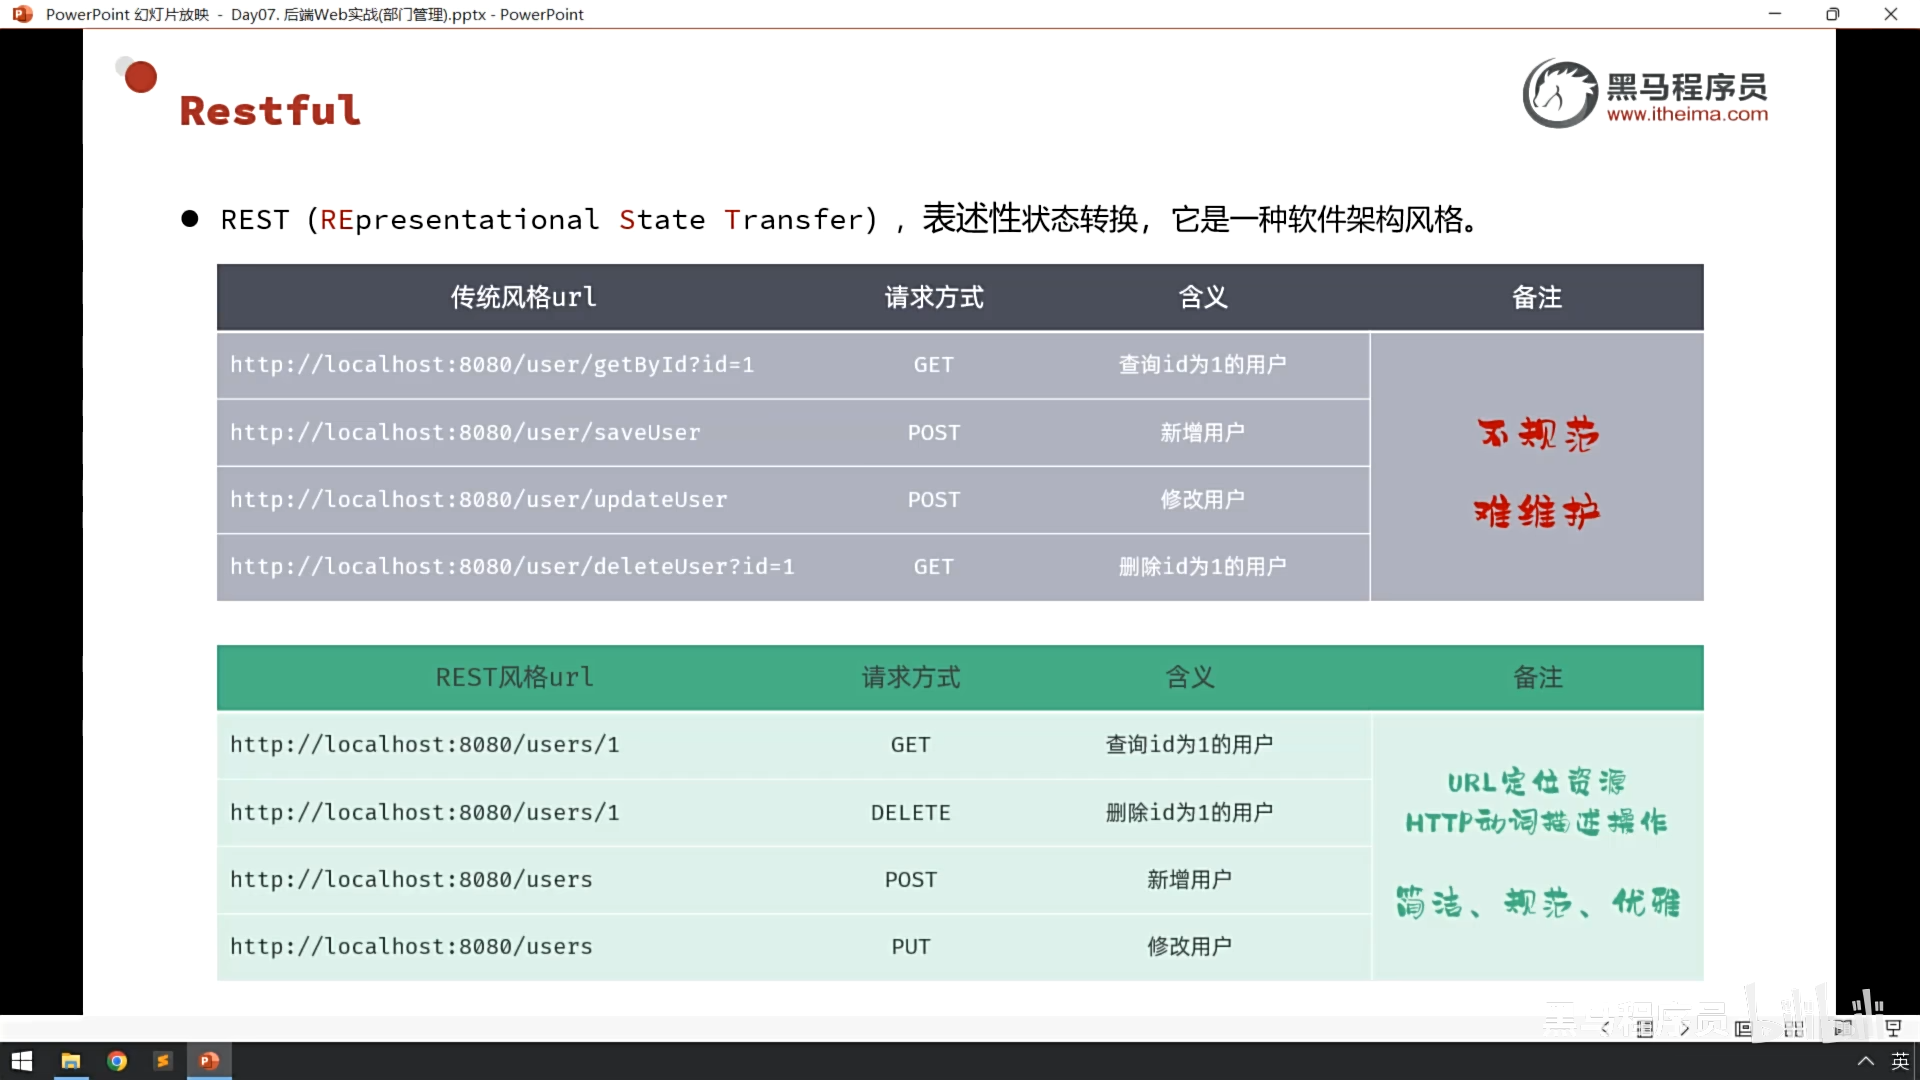 PowerPoint 幻灯片放映 - Day07. 后端Web实战(部门管理).pptx - PowerPoint
Restful
黑马程序员
www.itheima.com
REST（REpresentational State Transfer），表述性状态转换，它是一种软件架构风格。
传统风格url 请求方式 含义 备注
http://localhost:8080/user/getById?id=1 GET 查询id为1的用户
http://localhost:8080/user/saveUser POST 新增用户
http://localhost:8080/user/updateUser POST 修改用户
http://localhost:8080/user/deleteUser?id=1 GET 删除id为1的用户
不规范
难维护
REST风格url 请求方式 含义 备注
http://localhost:8080/users/1 GET 查询id为1的用户
http://localhost:8080/users/1 DELETE 删除id为1的用户
http://localhost:8080/users POST 新增用户
http://localhost:8080/users PUT 修改用户
URL定位资源
HTTP动词描述操作
简洁、规范、优雅
黑马程序员 bilibili
英